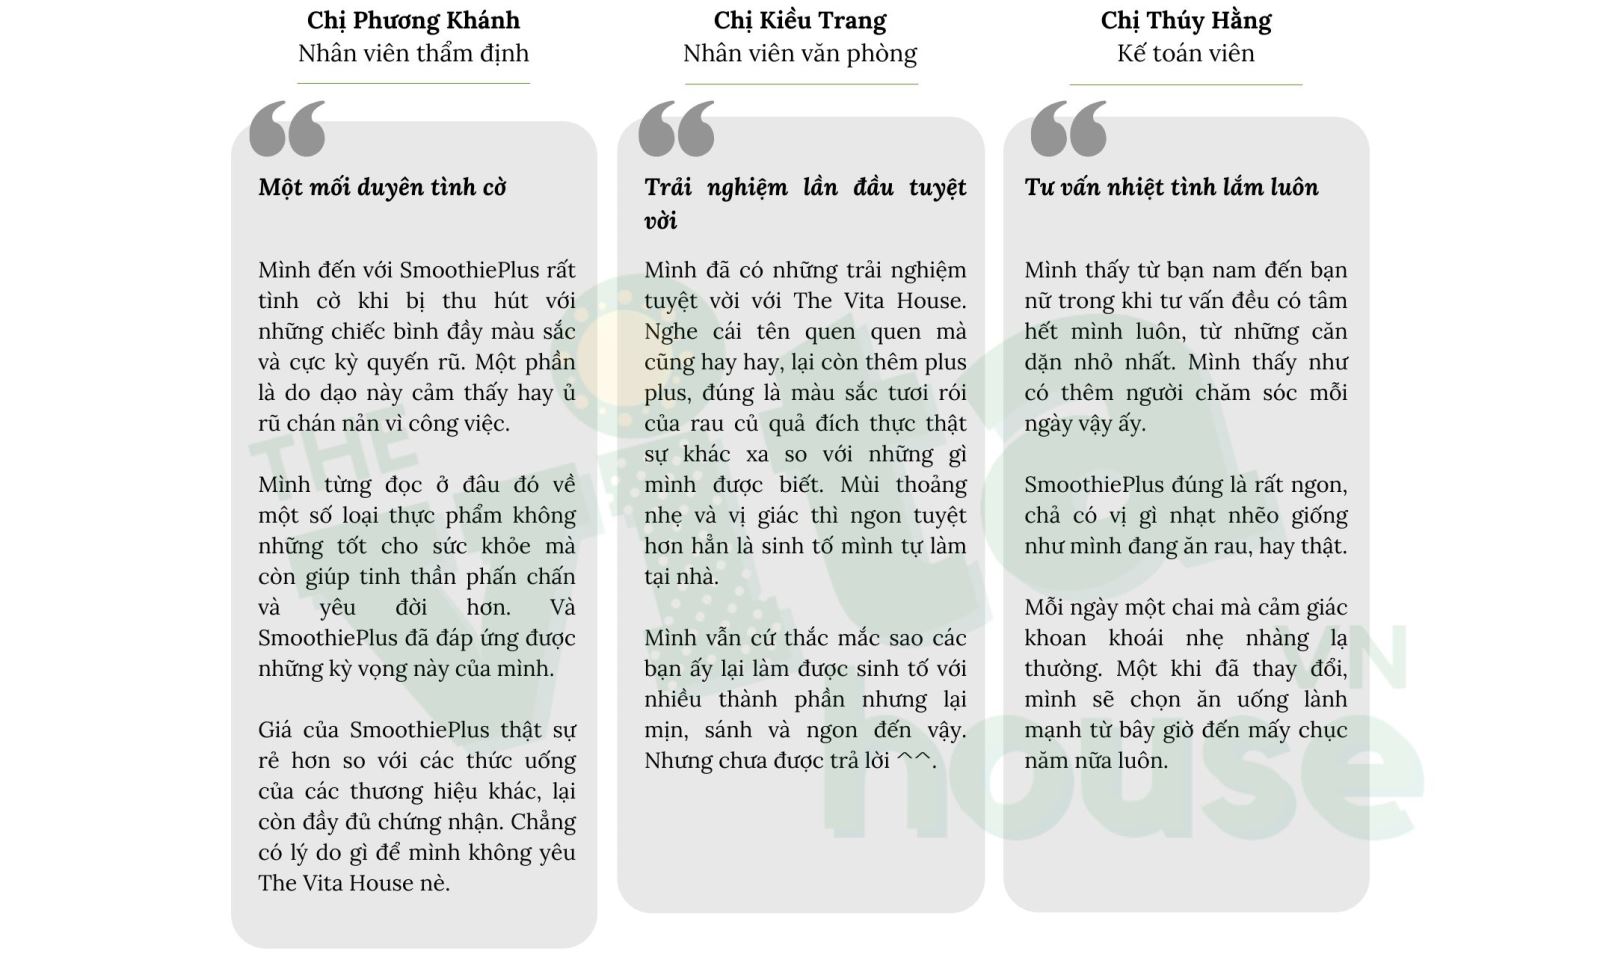 Chị Phương Khánh
Nhân viên thẩm định
Một mối duyên tình cờ
Mình đến với SmoothiePlus rất
tình cờ khi bị thu hút với
những chiếc bình đầy màu sắc
và cực kỳ quyến rũ. Một phần
là do dạo này cảm thấy hay ủ
rũ chán nản vì công việc.
Mình từng đọc ở đâu đó về
một số loại thực phẩm không
những tốt cho sức khỏe mà
còn giúp tinh thần phấn chấn
và yêu đời hơn. Và
SmoothiePlus đã đáp ứng được
những kỳ vọng này của mình.
Giá của SmoothiePlus thật sự
rẻ hơn so với các thức uống
của các thương hiệu khác, lại
còn đầy đủ chứng nhận. Chẳng
có lý do gì để mình không yêu
The Vita House nè.
Chị Kiều Trang
Nhân viên văn phòng
Trải nghiệm lần đầu tuyệt
vời
Mình đã có những trải nghiệm
tuyệt vời với The Vita House.
Nghe cái tên quen quen mà
cũng hay hay, lại còn thêm plus
plus, đúng là màu sắc tươi rói
của rau củ quả đích thực thật
sự khác xa so với những gì
mình được biết. Mùi thoảng
nhẹ và vị giác thì ngon tuyệt
hơn hẳn là sinh tố mình tự làm
tại nhà.
Mình vẫn cứ thắc mắc sao các
bạn ấy lại làm được sinh tố với
nhiều thành phần nhưng lại
mịn, sánh và ngon đến vậy.
Nhưng chưa được trả lời ^^.
Chị Thúy Hằng
Kế toán viên
Tư vấn nhiệt tình lắm luôn
Mình thấy từ bạn nam đến bạn
nữ trong khi tư vấn đều có tâm
hết mình luôn, từ những căn
dặn nhỏ nhất. Mình thấy như
có thêm người chăm sóc mỗi
ngày vậy ấy.
SmoothiePlus đúng là rất ngon,
chả có vị gì nhạt nhẽo giống
như mình đang ăn rau, hay thật.
Mỗi ngày một chai mà cảm giác
khoan khoái nhẹ nhàng lạ
thường. Một khi đã thay đổi,
mình sẽ chọn ăn uống lành
mạnh từ bây giờ đến mấy chục
năm nữa luôn.
THE
Vita
VN
house